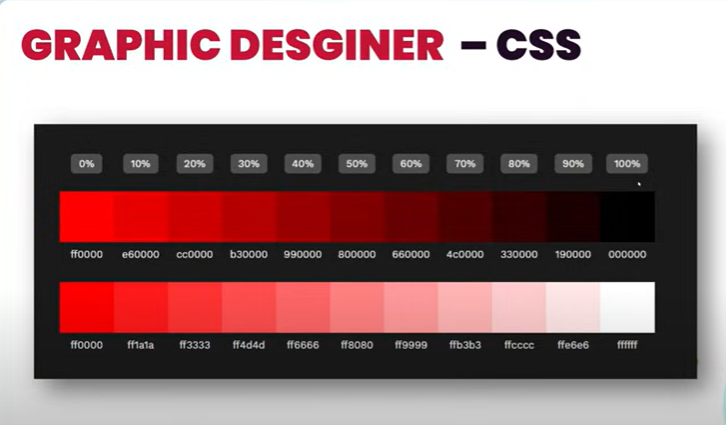 GRAPHIC DESGINER – CSS
0% 10% 20% 30% 40% 50% 60% 70% 80% 90% 100%
ff0000 e60000 cc0000 b30000 990000 800000 660000 4c0000 330000 190000 000000
ff0000 ff1a1a ff3333 ff4d4d ff6666 ff8080 ff9999 ffb3b3 ffcccc ffe6e6 ffffff